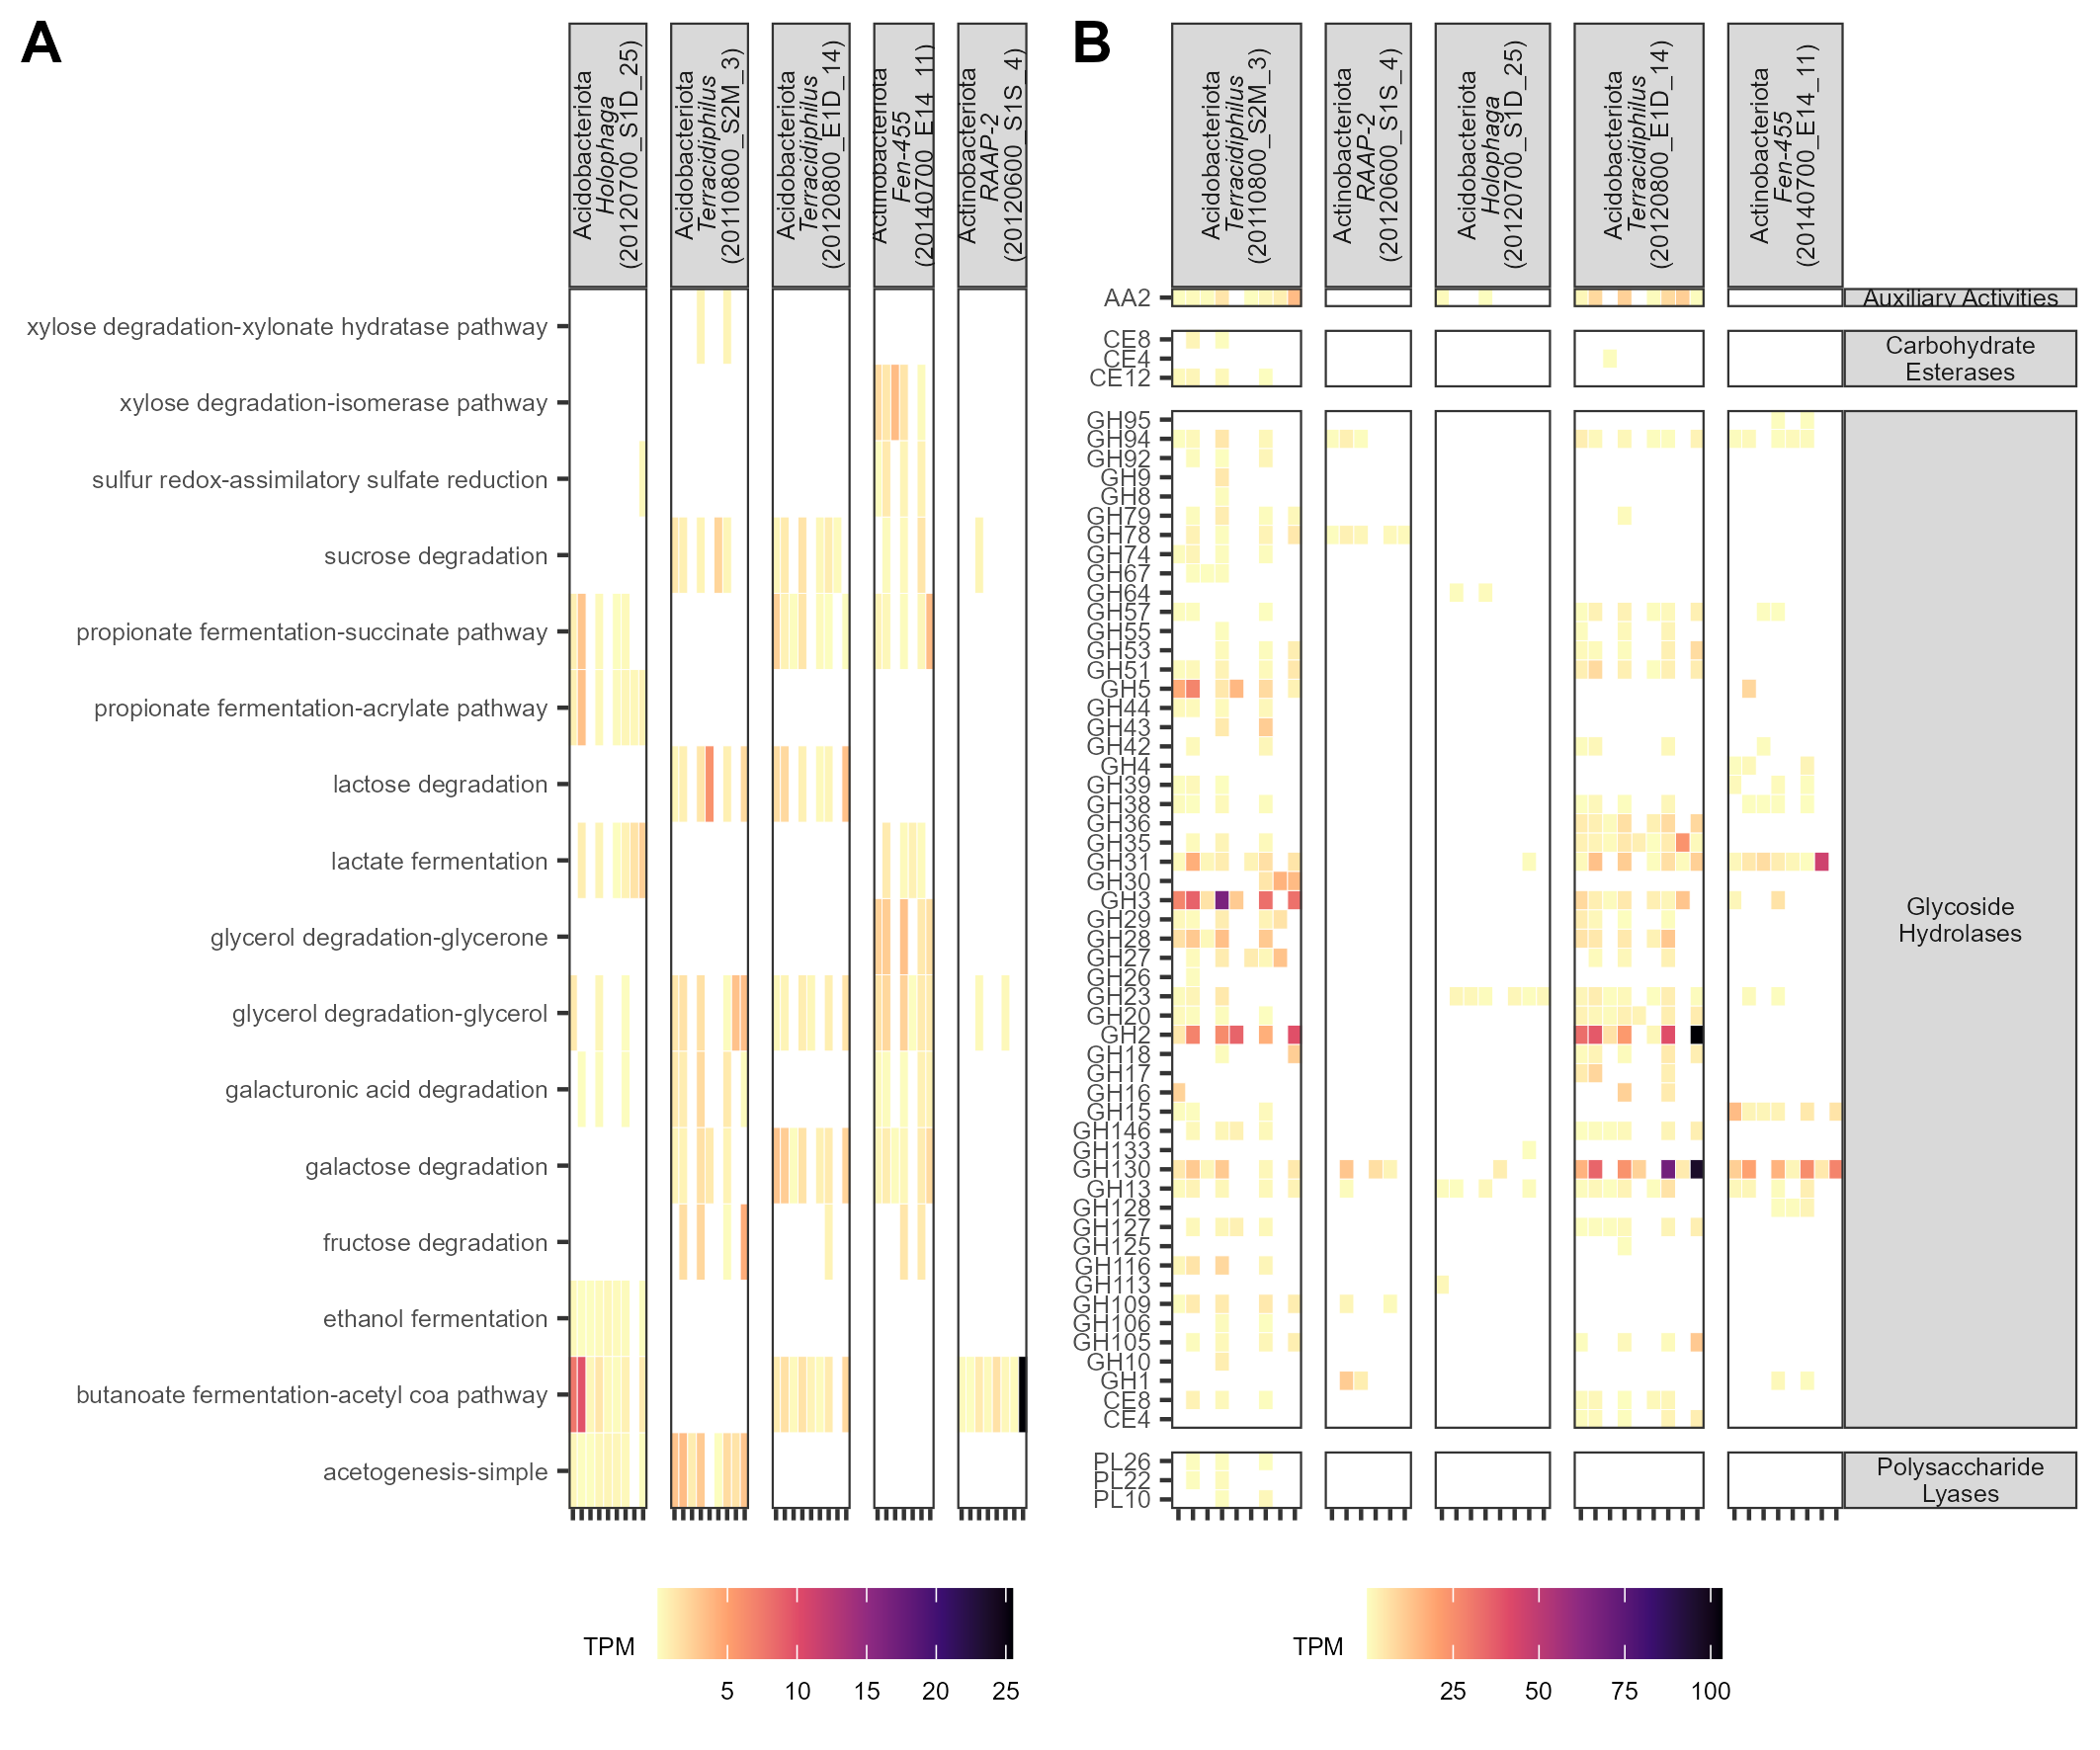 A
Acidobacteriota
Holophaga
(20120700_S1D_25)
Acidobacteriota
Terracidiphilus
(20110800_S2M_3)
Acidobacteriota
Terracidiphilus
(20120800_E1D_14)
Actinobacteriota
Fen-455
(20140700_E14_11)
Actinobacteriota
RAAP-2
(20120600_S1S_4)
xylose degradation-xylonate hydratase pathway
xylose degradation-isomerase pathway
sulfur redox-assimilatory sulfate reduction
sucrose degradation
propionate fermentation-succinate pathway
propionate fermentation-acrylate pathway
lactose degradation
lactate fermentation
glycerol degradation-glycerone
glycerol degradation-glycerol
galacturonic acid degradation
galactose degradation
fructose degradation
ethanol fermentation
butanoate fermentation-acetyl coa pathway
acetogenesis-simple
TPM
5 10 15 20 25
B
Acidobacteriota
Terracidiphilus
(20110800_S2M_3)
Actinobacteriota
RAAP-2
(20120600_S1S_4)
Acidobacteriota
Holophaga
(20120700_S1D_25)
Acidobacteriota
Terracidiphilus
(20120800_E1D_14)
Actinobacteriota
Fen-455
(20140700_E14_11)
AA2
Auxiliary Activities
CE8
CE4
CE12
Carbohydrate
Esterases
GH95
GH94
GH92
GH9
GH8
GH79
GH78
GH74
GH67
GH64
GH57
GH55
GH53
GH51
GH5
GH44
GH43
GH42
GH4
GH39
GH38
GH36
GH35
GH31
GH30
GH3
GH29
GH28
GH27
GH26
GH23
GH20
GH2
GH18
GH17
GH16
GH15
GH146
GH133
GH130
GH13
GH128
GH127
GH125
GH116
GH113
GH109
GH106
GH105
GH10
GH1
CE8
CE4
Glycoside
Hydrolases
PL26
PL22
PL10
Polysaccharide
Lyases
TPM
25 50 75 100